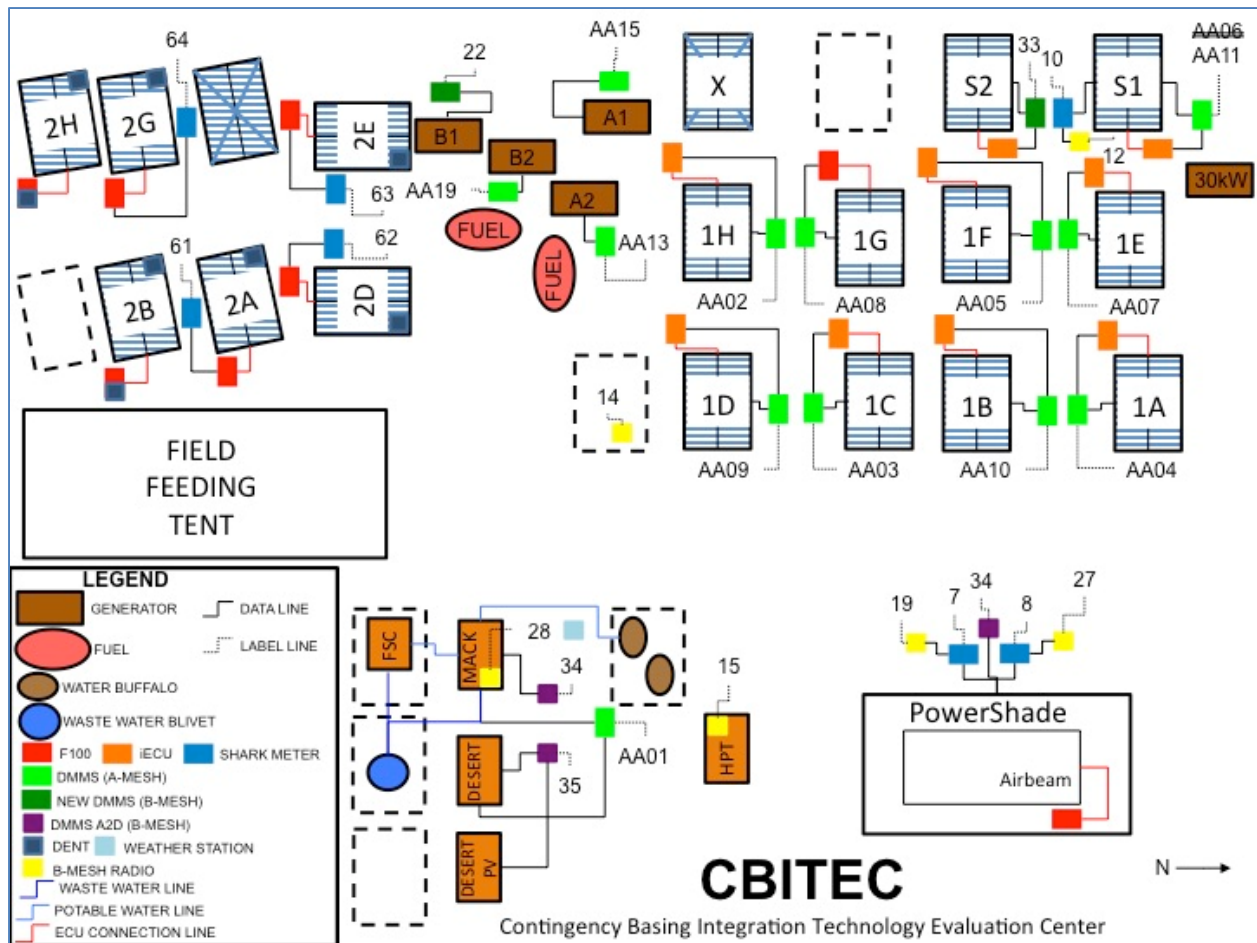 64
22
AA15
33
10
AA06
AA11
2H
2G
2E
B1
A1
X
S2
S1
B2
12
30kW
AA19
63
A2
FUEL
FUEL
AA13
1H
1G
1F
1E
61
62
2B
2A
2D
AA02
AA08
AA05
AA07
14
1D
1C
1B
1A
AA09
AA03
AA10
AA04
FIELD
FEEDING
TENT
LEGEND
GENERATOR
DATA LINE
FUEL
LABEL LINE
WATER BUFFALO
WASTE WATER BLIVET
F100
iECU
SHARK METER
DMMS (A-MESH)
NEW DMMS (B-MESH)
DMMS A2D (B-MESH)
DENT
WEATHER STATION
B-MESH RADIO
WASTE WATER LINE
POTABLE WATER LINE
ECU CONNECTION LINE
FSC
MACK
28
34
15
AA01
HPT
DESERT
35
DESERT
PV
19
7
34
8
27
PowerShade
Airbeam
N
CBITEC
Contingency Basing Integration Technology Evaluation Center